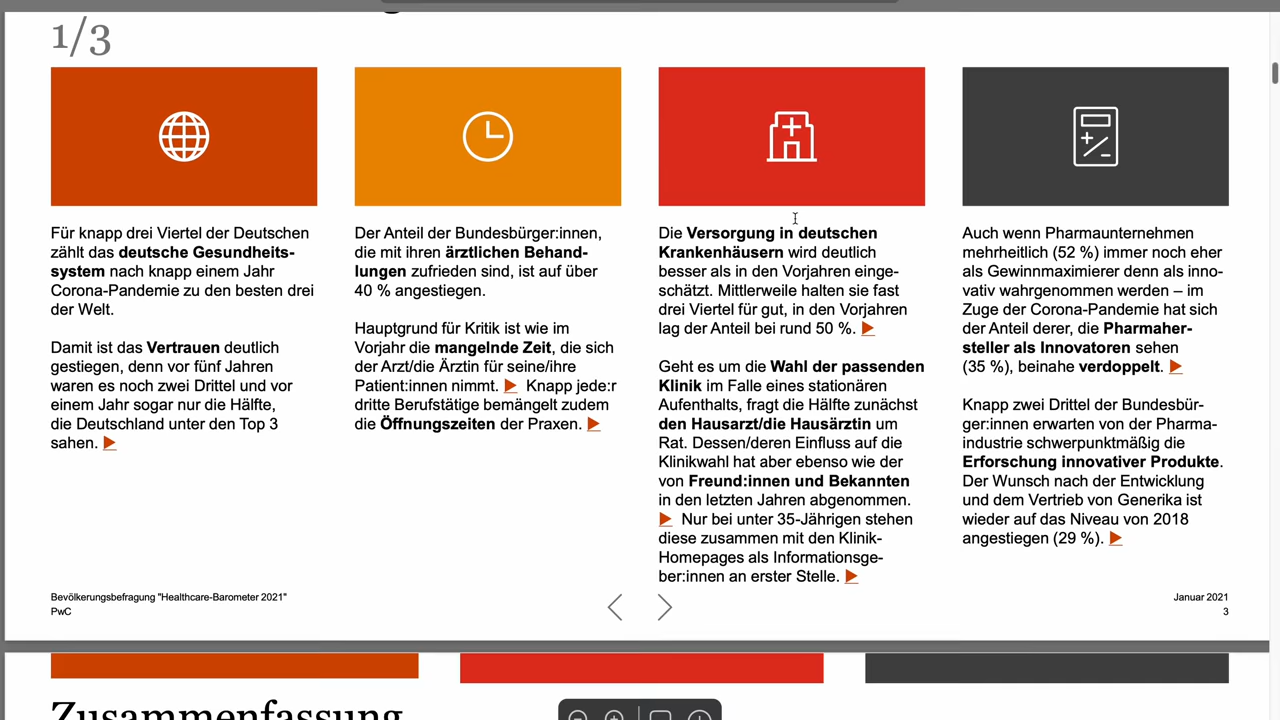 1/3
Für knapp drei Viertel der Deutschen
zählt das deutsche Gesundheits-
system nach knapp einem Jahr
Corona-Pandemie zu den besten drei
der Welt.
Damit ist das Vertrauen deutlich
gestiegen, denn vor fünf Jahren
waren es noch zwei Drittel und vor
einem Jahr sogar nur die Hälfte,
die Deutschland unter den Top 3
sahen.
Der Anteil der Bundesbürger:innen,
die mit ihren ärztlichen Behand-
lungen zufrieden sind, ist auf über
40 % angestiegen.
Hauptgrund für Kritik ist wie im
Vorjahr die mangelnde Zeit, die sich
der Arzt/die Ärztin für seine/ihre
Patient:innen nimmt. Knapp jede:r
dritte Berufstätige bemängelt zudem
die Öffnungszeiten der Praxen.
Die Versorgung in deutschen
Krankenhäusern wird deutlich
besser als in den Vorjahren einge-
schätzt. Mittlerweile halten sie fast
drei Viertel für gut, in den Vorjahren
lag der Anteil bei rund 50 %.
Geht es um die Wahl der passenden
Klinik im Falle eines stationären
Aufenthalts, fragt die Hälfte zunächst
den Hausarzt/die Hausärztin um
Rat. Dessen/deren Einfluss auf die
Klinikwahl hat aber ebenso wie der
von Freund:innen und Bekannten
in den letzten Jahren abgenommen.
Nur bei unter 35-Jährigen stehen
diese zusammen mit den Klinik-
Homepages als Informationsge-
ber:innen an erster Stelle.
Auch wenn Pharmaunternehmen
mehrheitlich (52 %) immer noch eher
als Gewinnmaximierer denn als inno-
vativ wahrgenommen werden – im
Zuge der Corona-Pandemie hat sich
der Anteil derer, die Pharmaher-
steller als Innovatoren sehen
(35 %), beinahe verdoppelt.
Knapp zwei Drittel der Bundesbür-
ger:innen erwarten von der Pharma-
industrie schwerpunktmäßig die
Erforschung innovativer Produkte.
Der Wunsch nach der Entwicklung
und dem Vertrieb von Generika ist
wieder auf das Niveau von 2018
angestiegen (29 %).
Bevölkerungsbefragung "Healthcare-Barometer 2021"
PwC
Januar 2021
3
Zusammenfassung